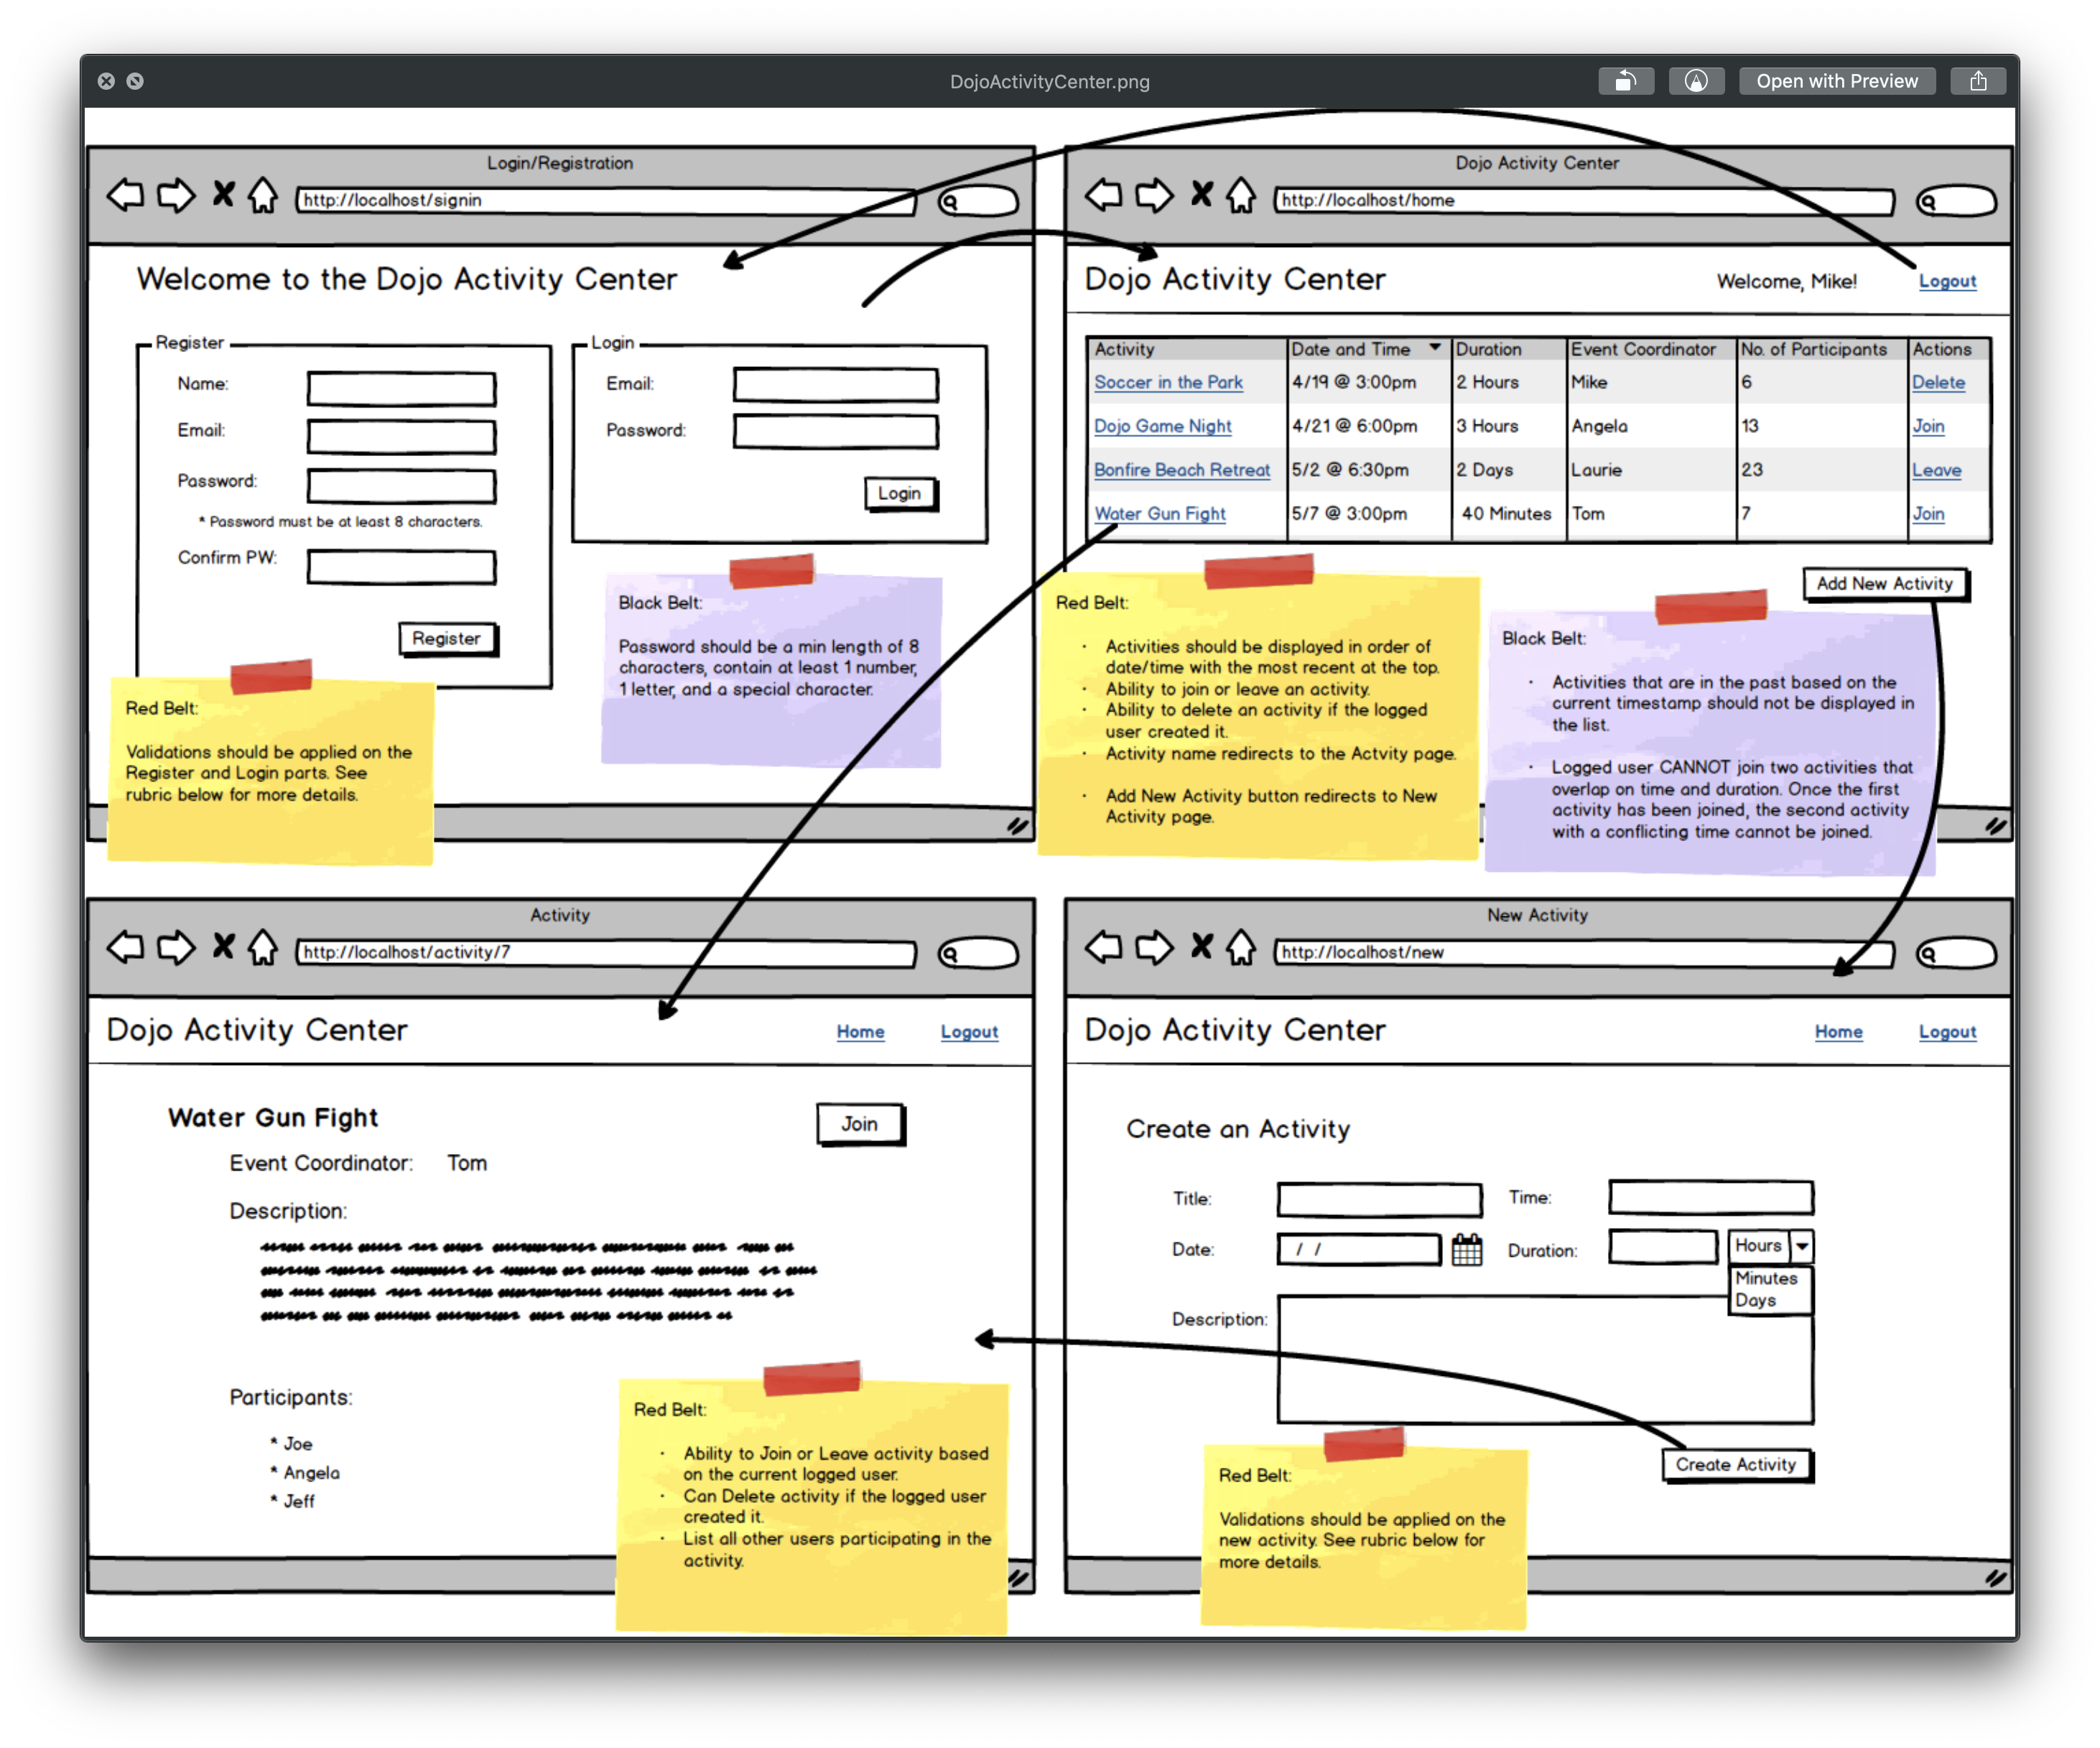 DojoActivityCenter.png
Open with Preview
Login/Registration
http://localhost/signin
Welcome to the Dojo Activity Center
Register
Name:
Email:
Password:
* Password must be at least 8 characters.
Confirm PW:
Register
Login
Email:
Password:
Login
Red Belt:
Validations should be applied on the
Register and Login parts. See
rubric below for more details.
Black Belt:
Password should be a min length of 8
characters, contain at least 1 number,
1 letter, and a special character.
Dojo Activity Center
http://localhost/home
Dojo Activity Center
Welcome, Mike!
Logout
Activity Date and Time Duration Event Coordinator No. of Participants Actions
Soccer in the Park 4/19 @ 3:00pm 2 Hours Mike 6 Delete
Dojo Game Night 4/21 @ 6:00pm 3 Hours Angela 13 Join
Bonfire Beach Retreat 5/2 @ 6:30pm 2 Days Laurie 23 Leave
Water Gun Fight 5/7 @ 3:00pm 40 Minutes Tom 7 Join
Add New Activity
Red Belt:
· Activities should be displayed in order of
date/time with the most recent at the top.
· Ability to join or leave an activity.
· Ability to delete an activity if the logged
user created it.
· Activity name redirects to the Actvity page.
· Add New Activity button redirects to New
Activity page.
Black Belt:
· Activities that are in the past based on the
current timestamp should not be displayed in
the list.
· Logged user CANNOT join two activities that
overlap on time and duration. Once the first
activity has been joined, the second activity
with a conflicting time cannot be joined.
Activity
http://localhost/activity/7
Dojo Activity Center
Home
Logout
Water Gun Fight
Join
Event Coordinator: Tom
Description:
Participants:
* Joe
* Angela
* Jeff
Red Belt:
· Ability to Join or Leave activity based
on the current logged user.
· Can Delete activity if the logged user
created it.
· List all other users participating in the
activity.
New Activity
http://localhost/new
Dojo Activity Center
Home
Logout
Create an Activity
Title:
Time:
Date: / /
Duration:
Hours
Minutes
Days
Description:
Create Activity
Red Belt:
Validations should be applied on the
new activity. See rubric below for
more details.